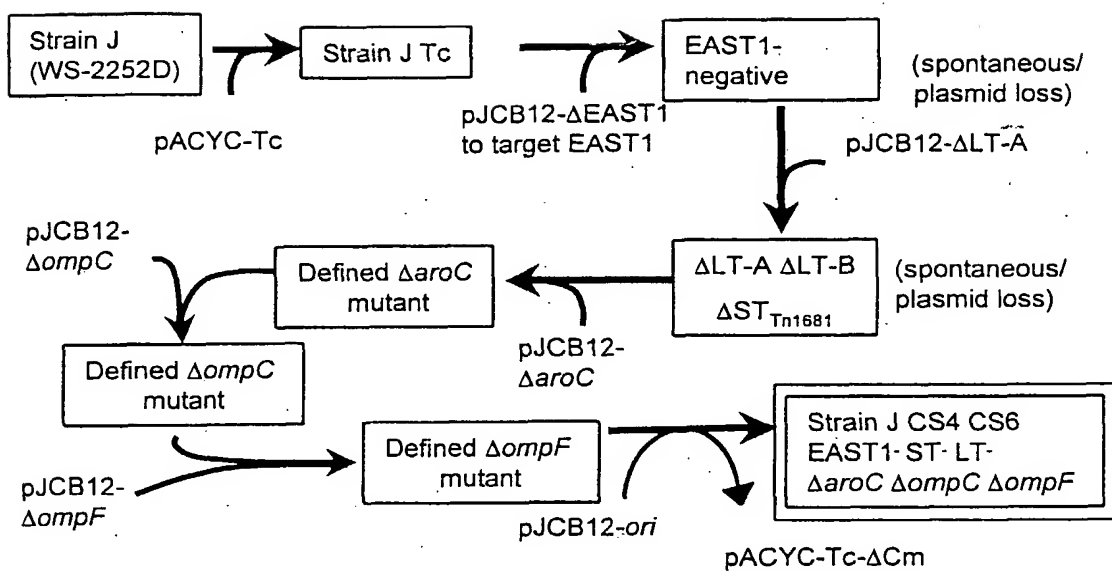 Strain J
(WS-2252D)
pACYC-Tc
Strain J Tc
pJCB12-ΔEAST1
to target EAST1
EAST1-
negative
(spontaneous/
plasmid loss)
pJCB12-ΔLT-A
ΔLT-A ΔLT-B
ΔST_Tn1681
(spontaneous/
plasmid loss)
pJCB12-
ΔaroC
Defined ΔaroC
mutant
pJCB12-
ΔompC
Defined ΔompC
mutant
pJCB12-
ΔompF
Defined ΔompF
mutant
pJCB12-ori
pACYC-Tc-ΔCm
Strain J CS4 CS6
EAST1- ST- LT-
ΔaroC ΔompC ΔompF